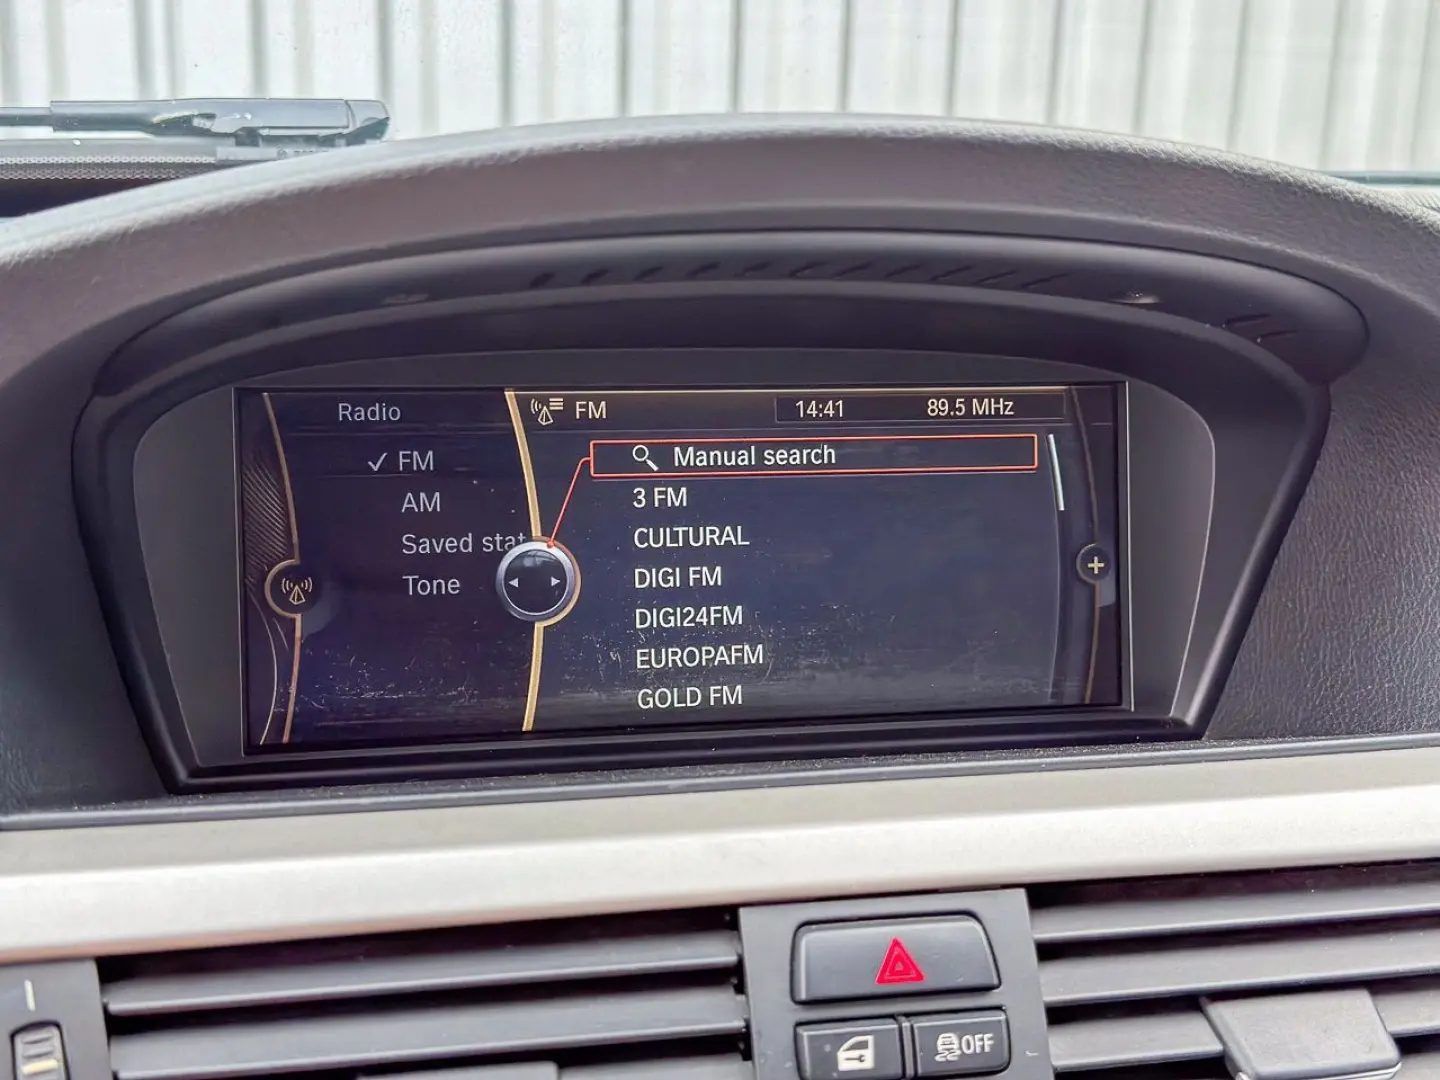 Radio
FM
14:41
89.5 MHz
FM
AM
Saved stat
Tone
Manual search
3 FM
CULTURAL
DIGI FM
DIGI24FM
EUROPAFM
GOLD FM
OFF